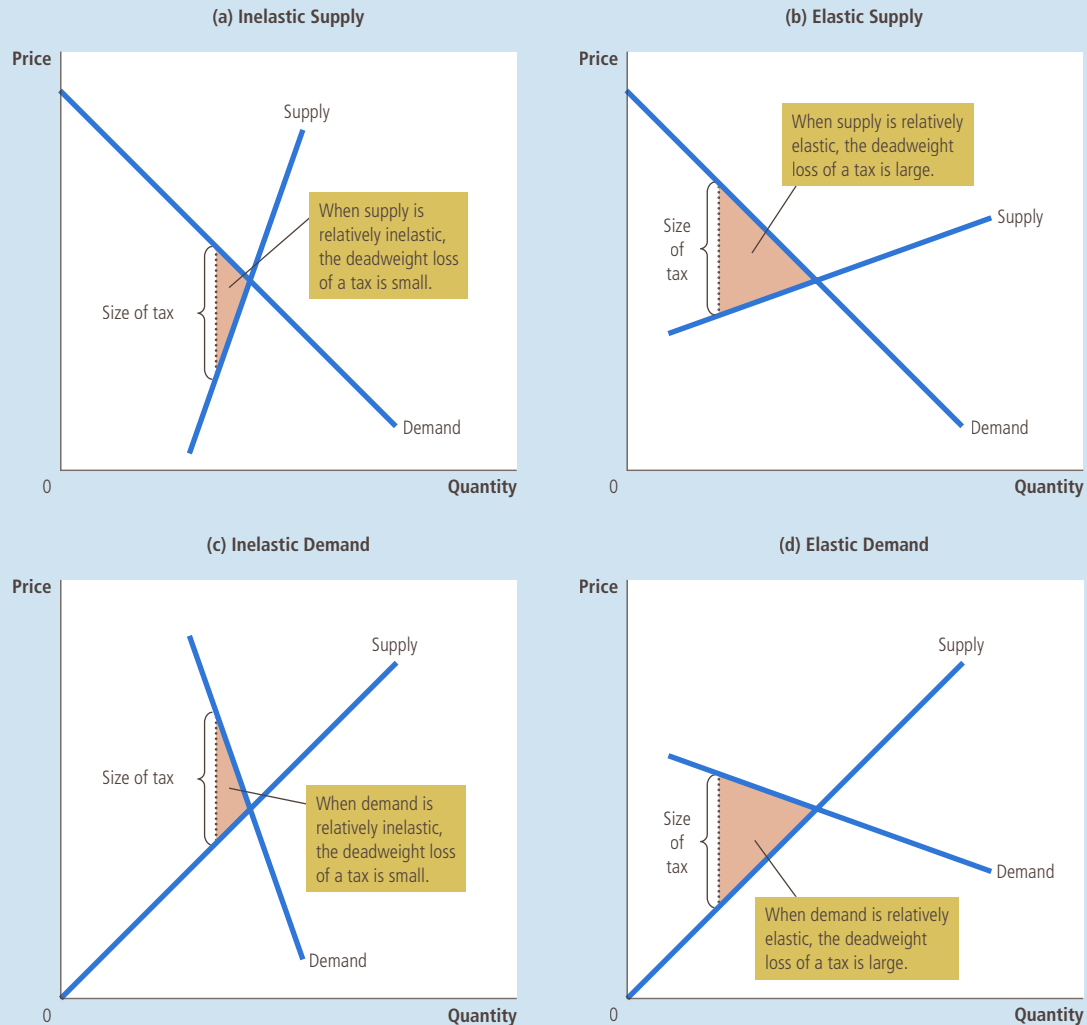 (a) Inelastic Supply
Price
Supply
When supply is
relatively inelastic,
the deadweight loss
of a tax is small.
Size of tax
Demand
0
Quantity
(b) Elastic Supply
Price
When supply is relatively
elastic, the deadweight
loss of a tax is large.
Size
of
tax
Supply
Demand
0
Quantity
(c) Inelastic Demand
Price
Supply
Size of tax
When demand is
relatively inelastic,
the deadweight loss
of a tax is small.
Demand
0
Quantity
(d) Elastic Demand
Price
Supply
Size
of
tax
Demand
When demand is relatively
elastic, the deadweight
loss of a tax is large.
0
Quantity